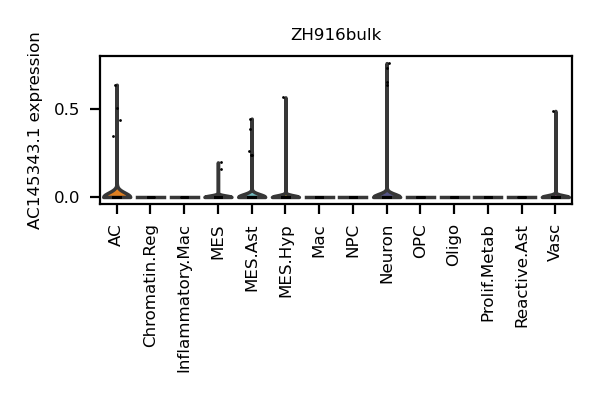 ZH916bulk
AC145343.1 expression
0.5
0.0
AC
Chromatin.Reg
Inflammatory.Mac
MES
MES.Ast
MES.Hyp
Mac
NPC
Neuron
OPC
Oligo
Prolif.Metab
Reactive.Ast
Vasc